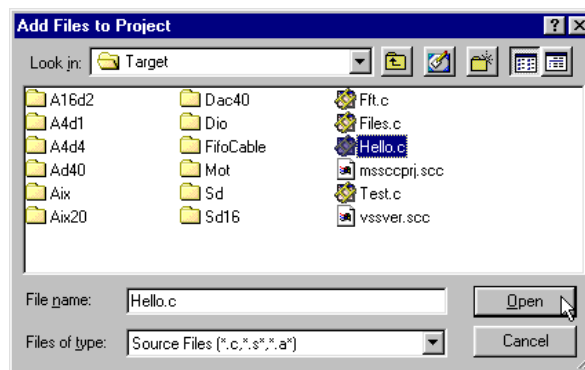 Add Files to Project
Look in: Target
A16d2 Dac40 Fft.c
A4d1 Dio Files.c
A4d4 FifoCable Hello.c
Ad40 Mot mssccprj.scc
Aix Sd Test.c
Aix20 Sd16 vssver.scc
File name: Hello.c Open
Files of type: Source Files (*.c,*.s*,*.a*) Cancel